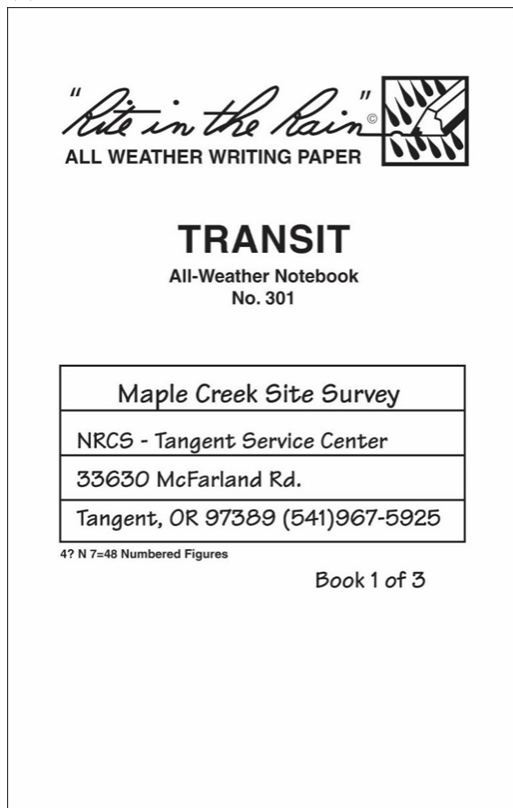 "Rite in the Rain"©
ALL WEATHER WRITING PAPER
TRANSIT
All-Weather Notebook
No. 301
Maple Creek Site Survey
NRCS - Tangent Service Center
33630 McFarland Rd.
Tangent, OR 97389 (541)967-5925
4? N 7=48 Numbered Figures
Book 1 of 3